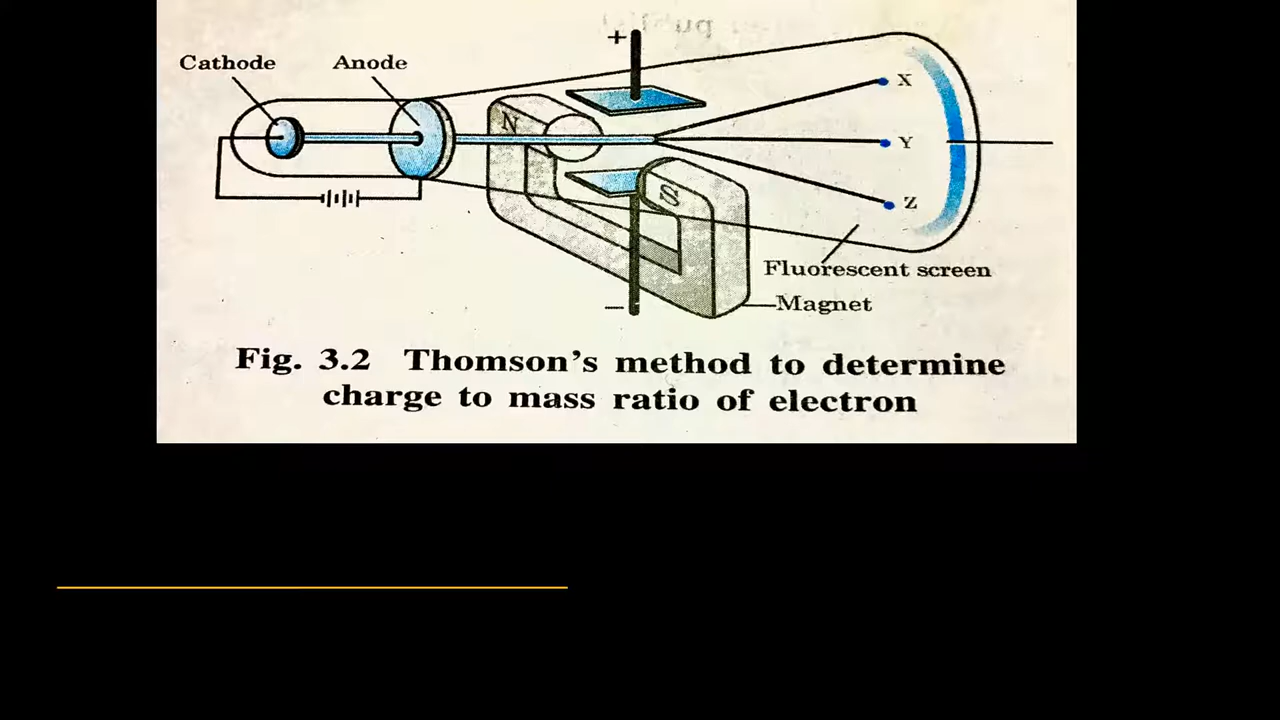 +
Cathode
Anode
X
N
Y
S
Z
Fluorescent screen
–
Magnet
Fig. 3.2 Thomson's method to determine
charge to mass ratio of electron